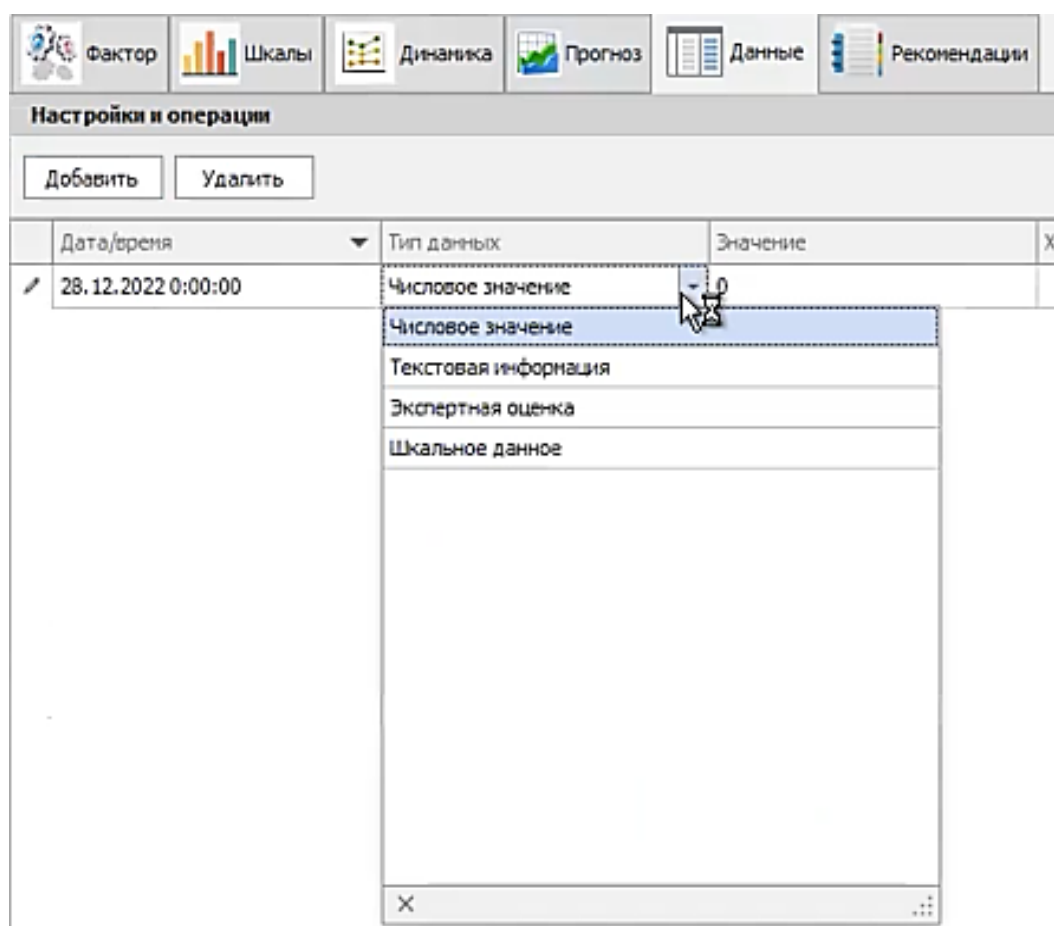 Фактор Шкалы Динамика Прогноз Данные Рекомендации
Настройки и операции
Добавить Удалить
Дата/время Тип данных Значение Х
28.12.2022 0:00:00 Числовое значение 0
Числовое значение
Текстовая информация
Экспертная оценка
Шкальное данное